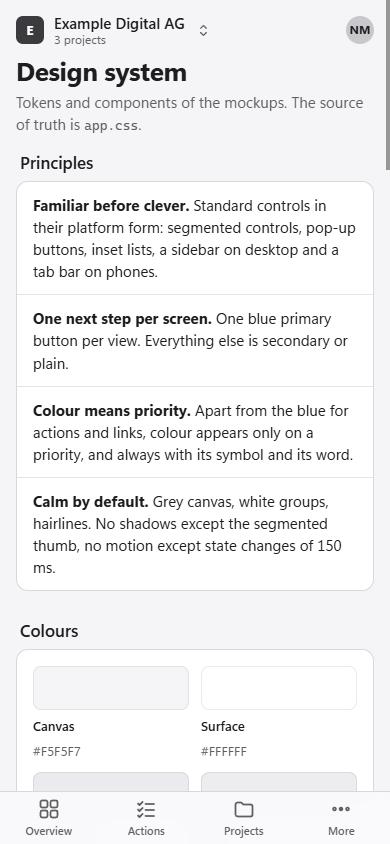 E
Example Digital AG
3 projects
NM
Design system
Tokens and components of the mockups. The source
of truth is app.css.
Principles
Familiar before clever. Standard controls in
their platform form: segmented controls, pop-up
buttons, inset lists, a sidebar on desktop and a
tab bar on phones.
One next step per screen. One blue primary
button per view. Everything else is secondary or
plain.
Colour means priority. Apart from the blue for
actions and links, colour appears only on a
priority, and always with its symbol and its word.
Calm by default. Grey canvas, white groups,
hairlines. No shadows except the segmented
thumb, no motion except state changes of 150
ms.
Colours
Canvas
Surface
#F5F5F7
#FFFFFF
Overview
Actions
Projects
More